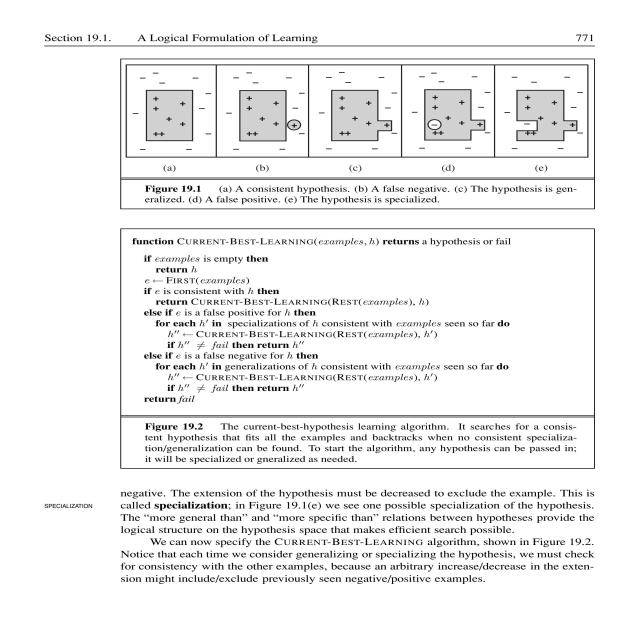 Section 19.1. A Logical Formulation of Learning 771
(a) (b) (c) (d) (e)
Figure 19.1 (a) A consistent hypothesis. (b) A false negative. (c) The hypothesis is gen-
eralized. (d) A false positive. (e) The hypothesis is specialized.
function CURRENT-BEST-LEARNING(examples, h) returns a hypothesis or fail
if examples is empty then
return h
e ← FIRST(examples)
if e is consistent with h then
return CURRENT-BEST-LEARNING(REST(examples), h)
else if e is a false positive for h then
for each h′ in specializations of h consistent with examples seen so far do
h″ ← CURRENT-BEST-LEARNING(REST(examples), h′)
if h″ ≠ fail then return h″
else if e is a false negative for h then
for each h′ in generalizations of h consistent with examples seen so far do
h″ ← CURRENT-BEST-LEARNING(REST(examples), h′)
if h″ ≠ fail then return h″
return fail
Figure 19.2 The current-best-hypothesis learning algorithm. It searches for a consis-
tent hypothesis that fits all the examples and backtracks when no consistent specializa-
tion/generalization can be found. To start the algorithm, any hypothesis can be passed in;
it will be specialized or gneralized as needed.
negative. The extension of the hypothesis must be decreased to exclude the example. This is
SPECIALIZATION called specialization; in Figure 19.1(e) we see one possible specialization of the hypothesis.
The “more general than” and “more specific than” relations between hypotheses provide the
logical structure on the hypothesis space that makes efficient search possible.
We can now specify the CURRENT-BEST-LEARNING algorithm, shown in Figure 19.2.
Notice that each time we consider generalizing or specializing the hypothesis, we must check
for consistency with the other examples, because an arbitrary increase/decrease in the exten-
sion might include/exclude previously seen negative/positive examples.